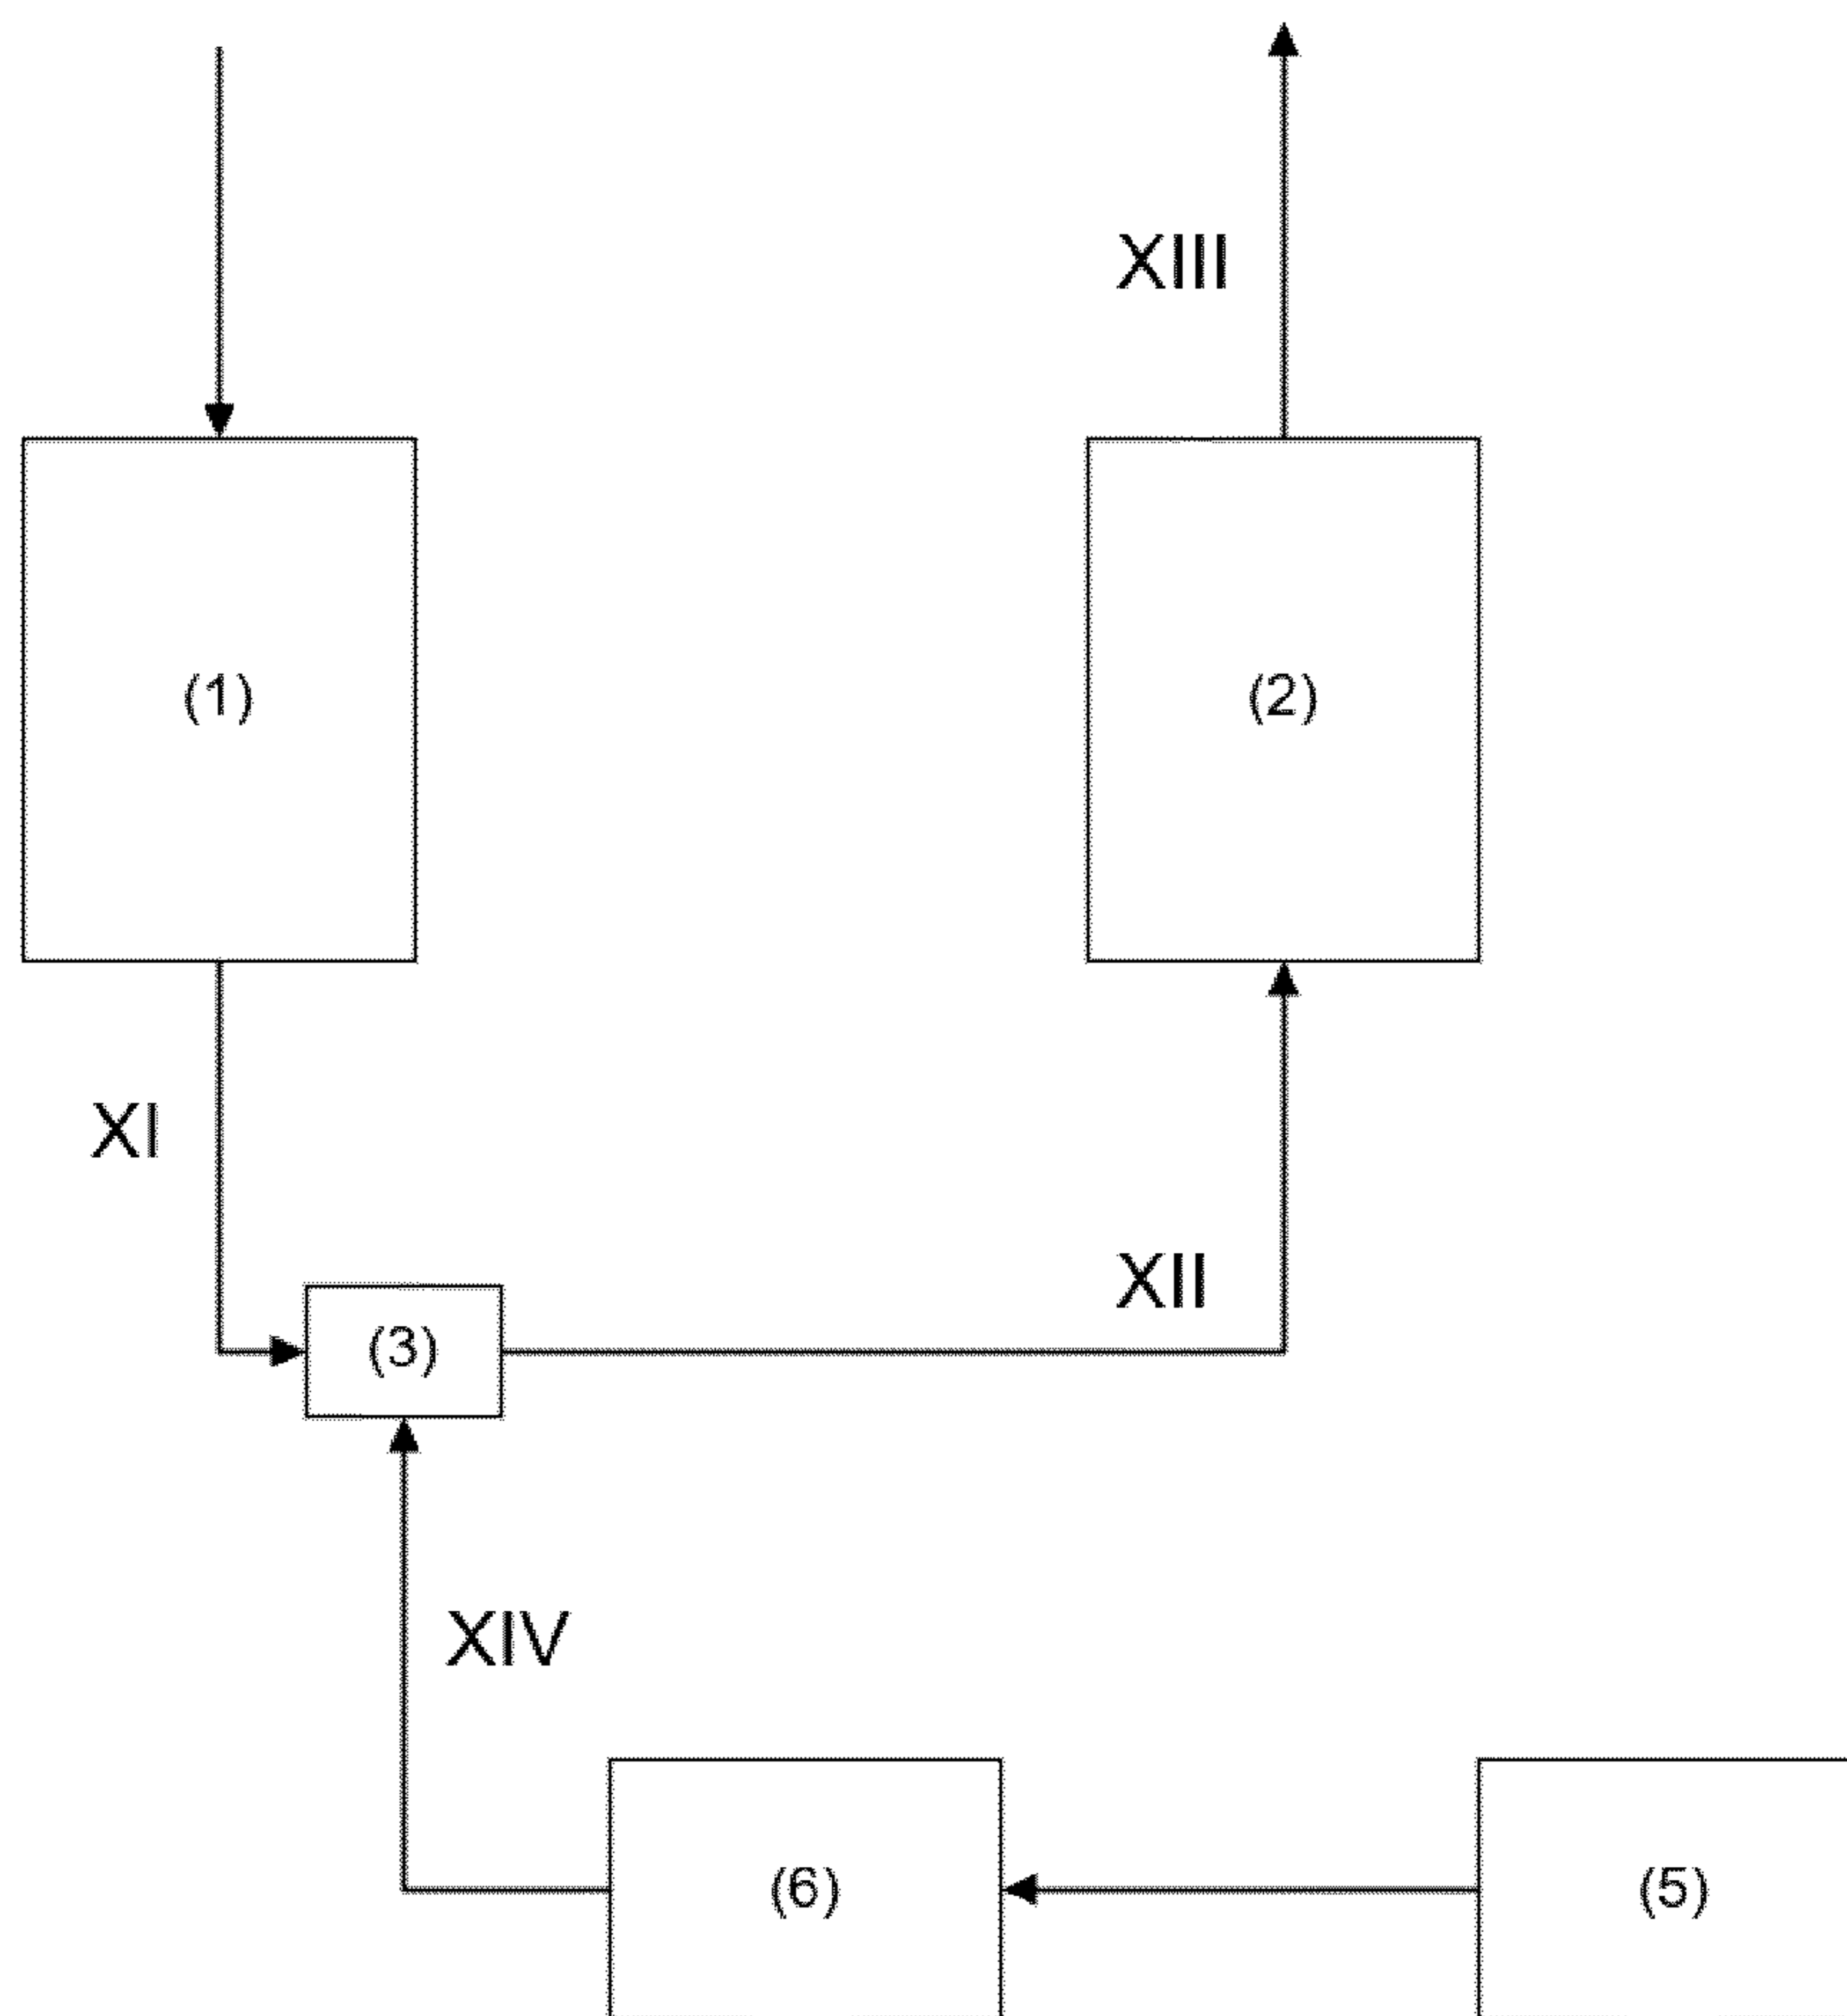 XIII
(1)
(2)
XI
XII
(3)
XIV
(6)
(5)